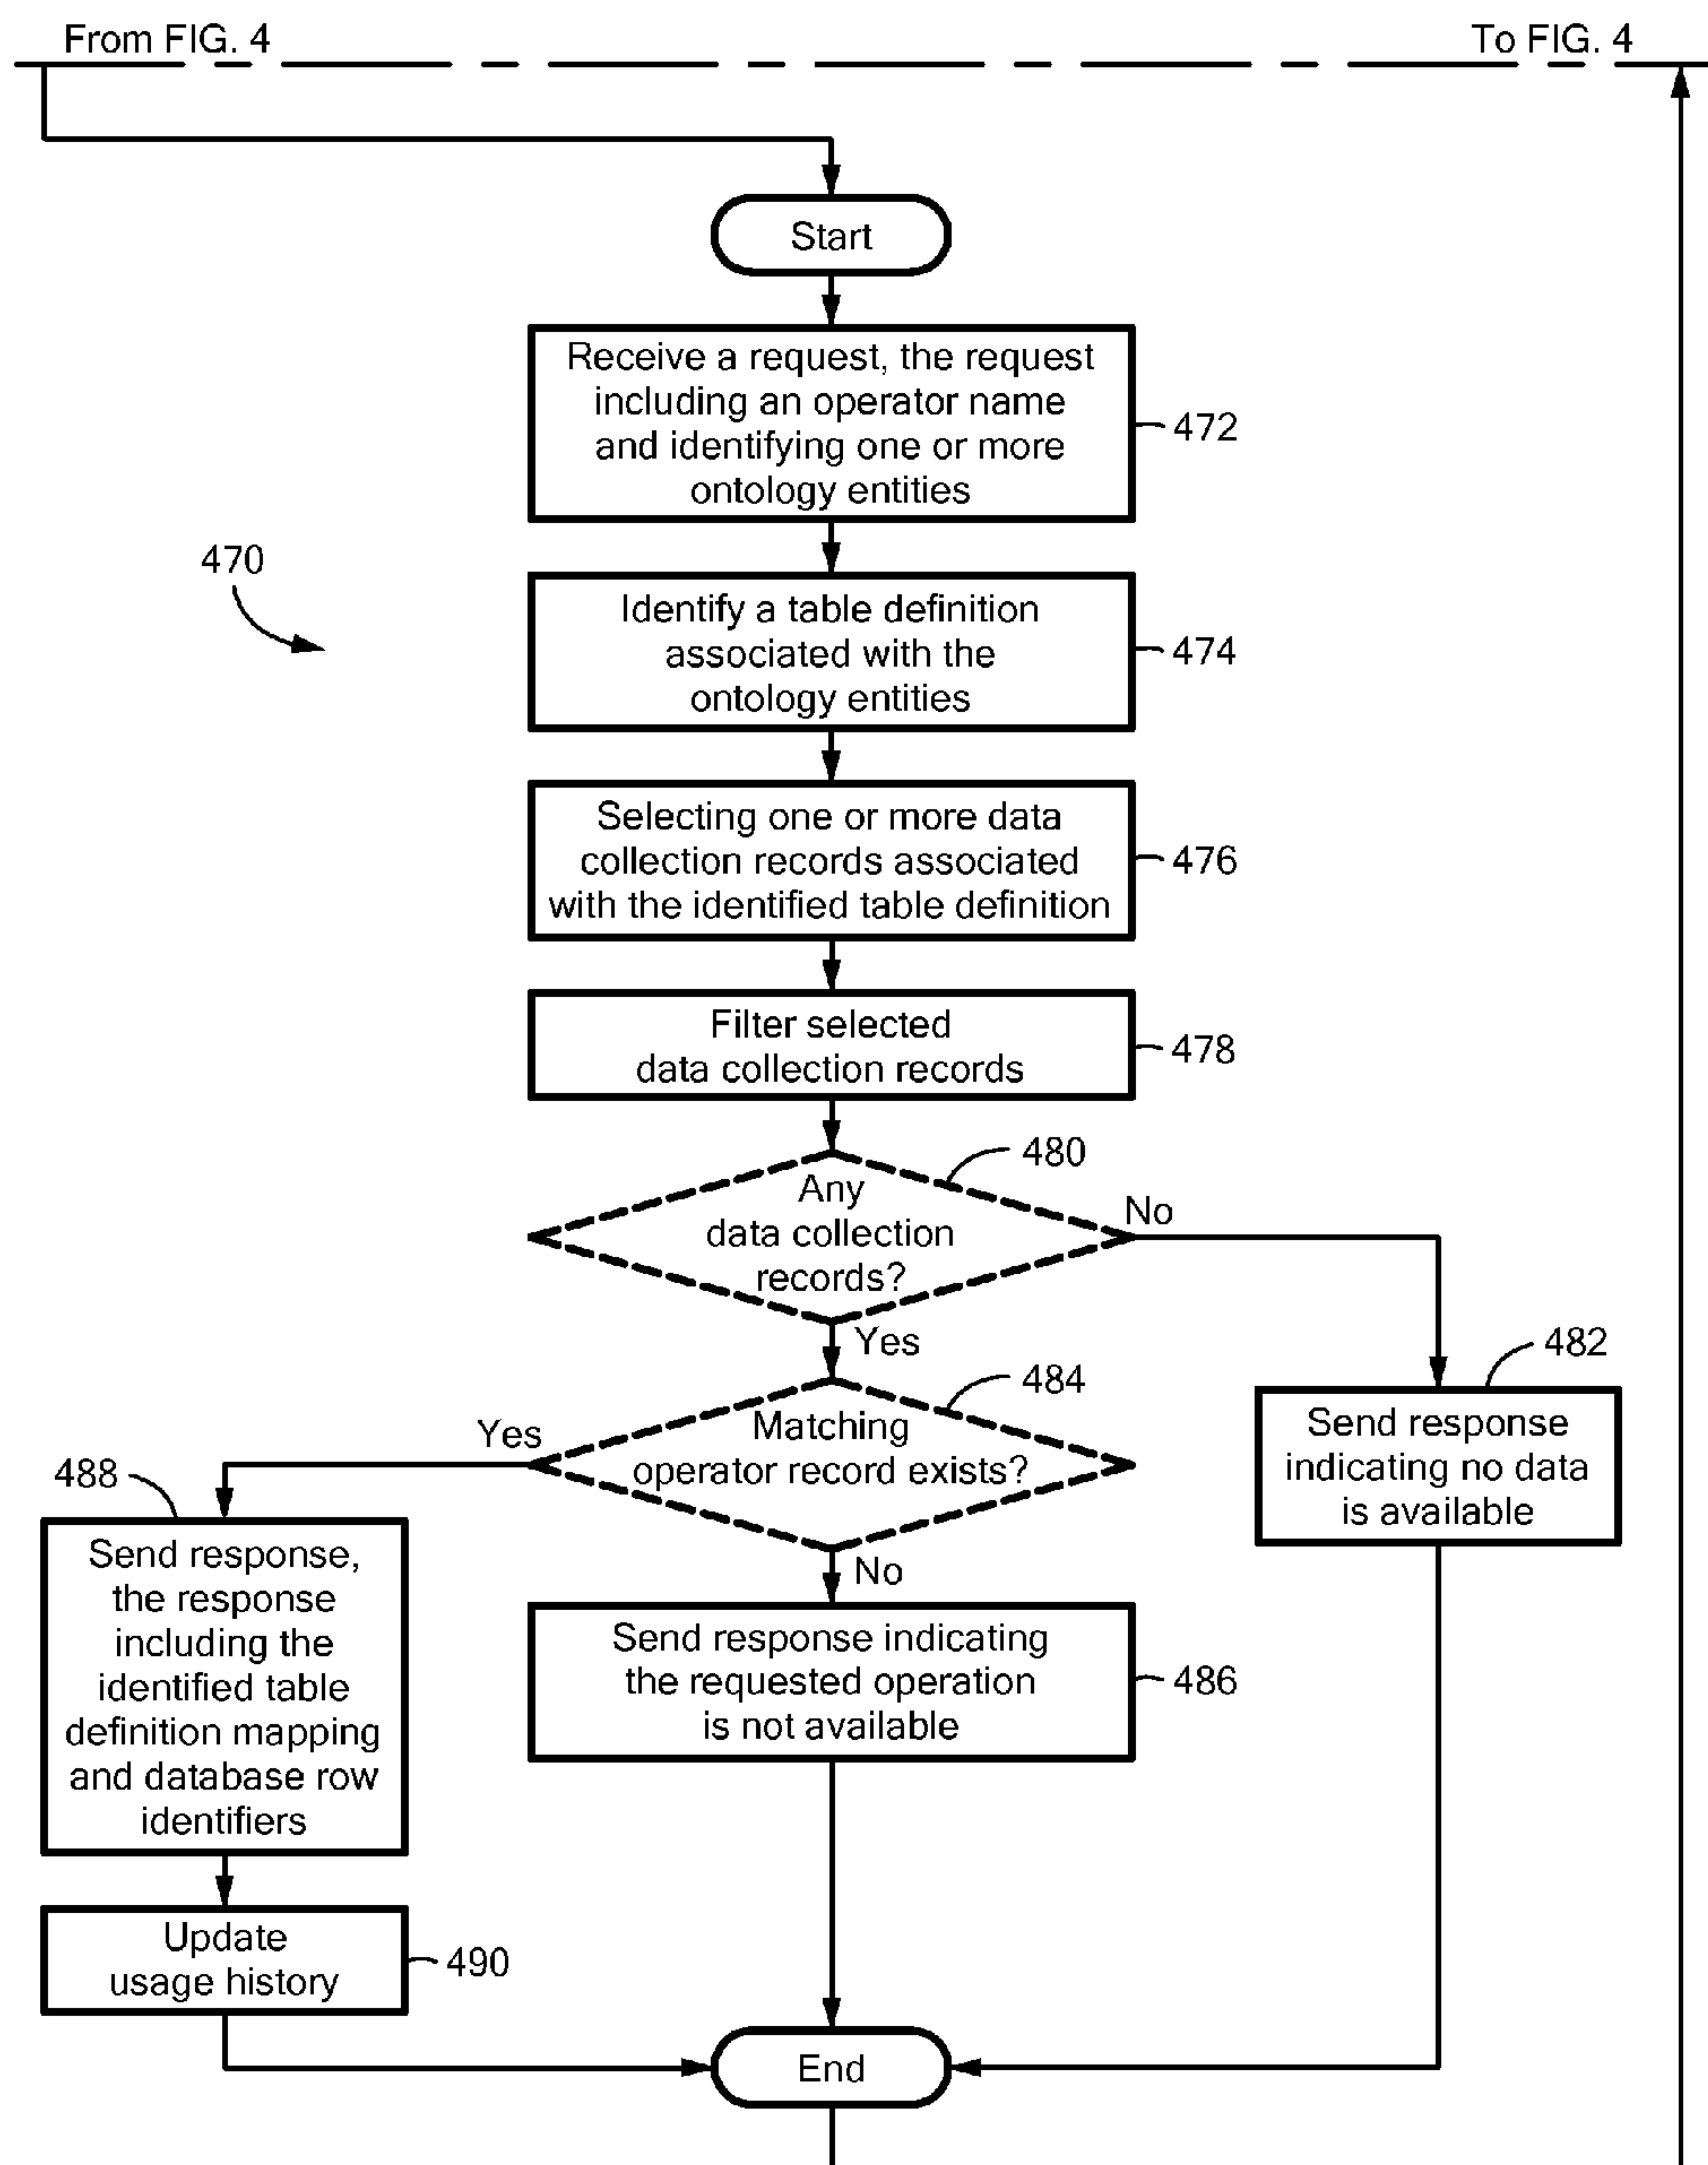 From FIG. 4
To FIG. 4
Start
Receive a request, the request
including an operator name
and identifying one or more
ontology entities
472
470
Identify a table definition
associated with the
ontology entities
474
Selecting one or more data
collection records associated
with the identified table definition
476
Filter selected
data collection records
478
480
Any
data collection
records?
No
Yes
482
Send response
indicating no data
is available
484
Matching
operator record exists?
Yes
No
488
Send response,
the response
including the
identified table
definition mapping
and database row
identifiers
Send response indicating
the requested operation
is not available
486
Update
usage history
490
End